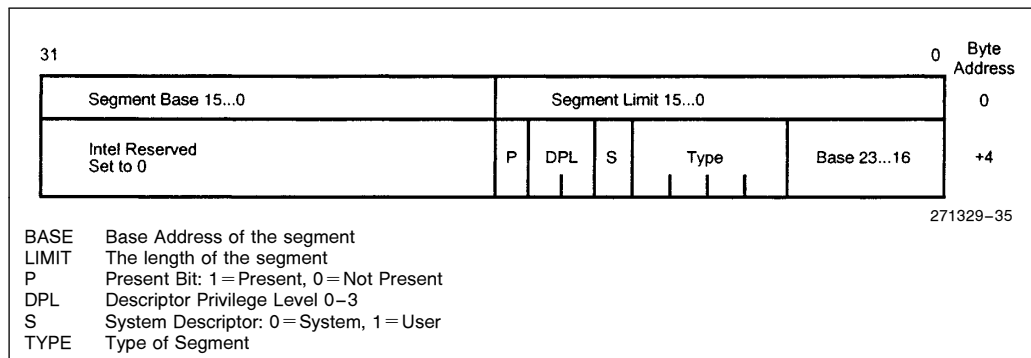 31 0 Byte Address
Segment Base 15...0 Segment Limit 15...0 0
Intel Reserved Set to 0 P DPL S Type Base 23...16 +4
271329–35
BASE Base Address of the segment
LIMIT The length of the segment
P Present Bit: 1=Present, 0=Not Present
DPL Descriptor Privilege Level 0–3
S System Descriptor: 0=System, 1=User
TYPE Type of Segment